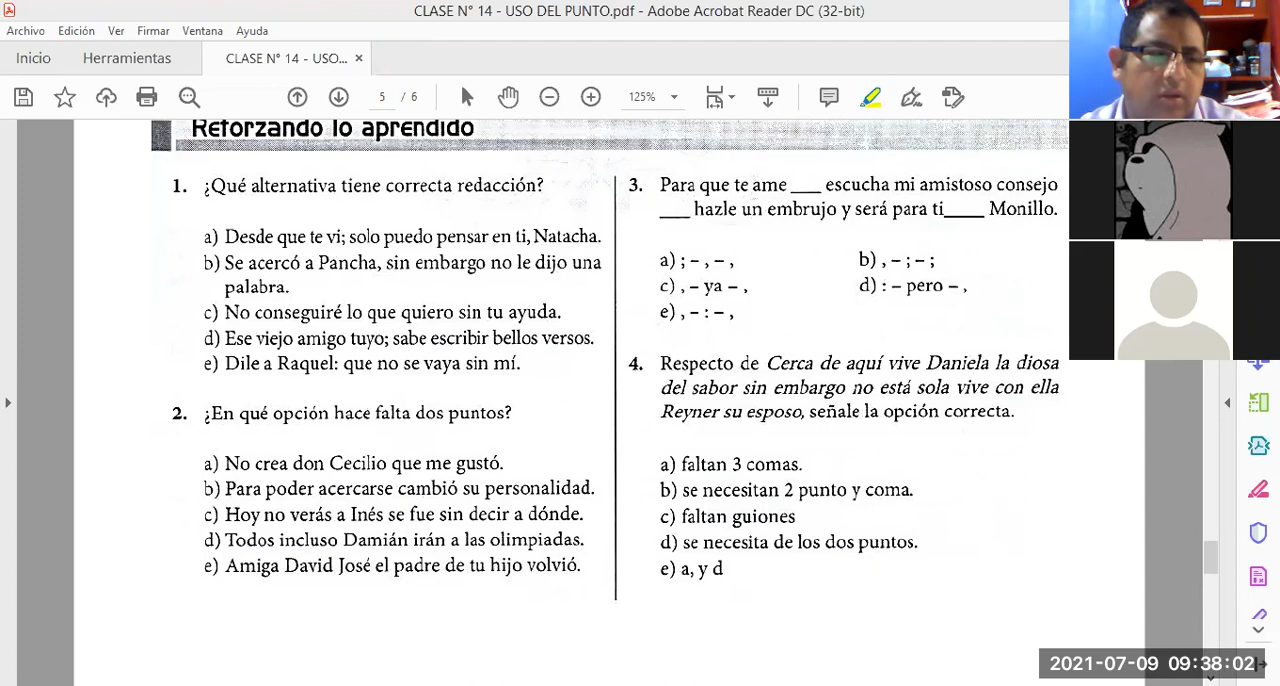 CLASE N° 14 - USO DEL PUNTO.pdf - Adobe Acrobat Reader DC (32-bit)
Archivo Edición Ver Firmar Ventana Ayuda
Inicio Herramientas CLASE N° 14 - USO... ×
5 / 6 125%
Reforzando lo aprendido
1. ¿Qué alternativa tiene correcta redacción?
a) Desde que te vi; solo puedo pensar en ti, Natacha.
b) Se acercó a Pancha, sin embargo no le dijo una
palabra.
c) No conseguiré lo que quiero sin tu ayuda.
d) Ese viejo amigo tuyo; sabe escribir bellos versos.
e) Dile a Raquel: que no se vaya sin mí.
2. ¿En qué opción hace falta dos puntos?
a) No crea don Cecilio que me gustó.
b) Para poder acercarse cambió su personalidad.
c) Hoy no verás a Inés se fue sin decir a dónde.
d) Todos incluso Damián irán a las olimpiadas.
e) Amiga David José el padre de tu hijo volvió.
3. Para que te ame ___ escucha mi amistoso consejo
___ hazle un embrujo y será para ti____ Monillo.
a) ; – , – , b) , – ; – ;
c) , – ya – , d) : – pero – ,
e) , – : – ,
4. Respecto de Cerca de aquí vive Daniela la diosa
del sabor sin embargo no está sola vive con ella
Reyner su esposo, señale la opción correcta.
a) faltan 3 comas.
b) se necesitan 2 punto y coma.
c) faltan guiones
d) se necesita de los dos puntos.
e) a, y d
2021-07-09 09:38:02